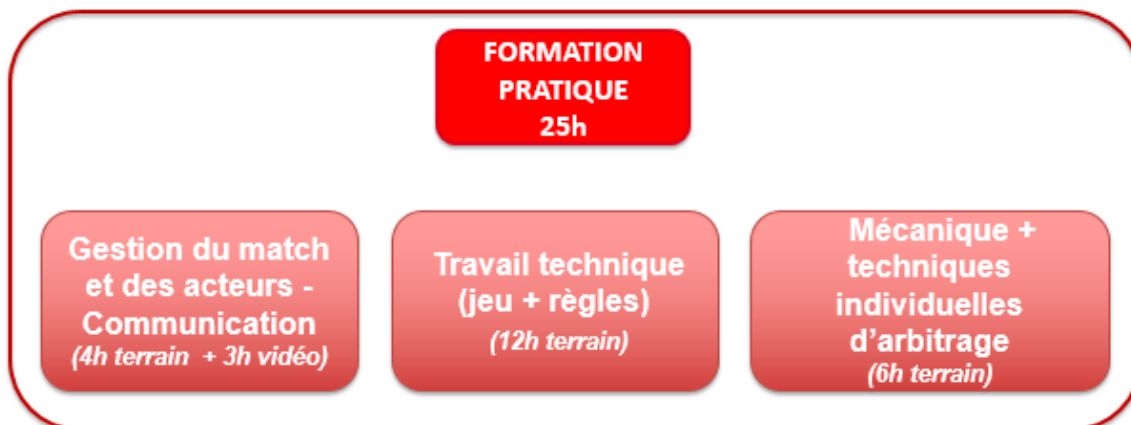 FORMATION
PRATIQUE
25h
Gestion du match
et des acteurs -
Communication
(4h terrain + 3h vidéo)
Travail technique
(jeu + règles)
(12h terrain)
Mécanique +
techniques
individuelles
d'arbitrage
(6h terrain)